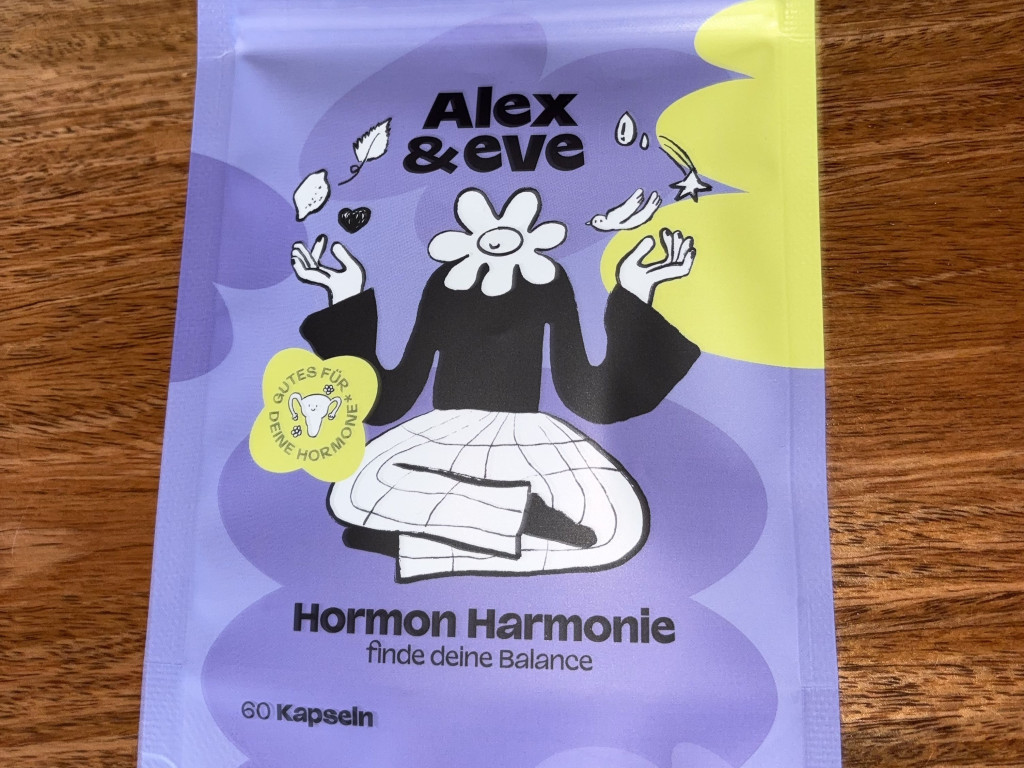 Alex
&eve
GUTES FÜR
DEINE HORMONE*
Hormon Harmonie
finde deine Balance
60 Kapseln